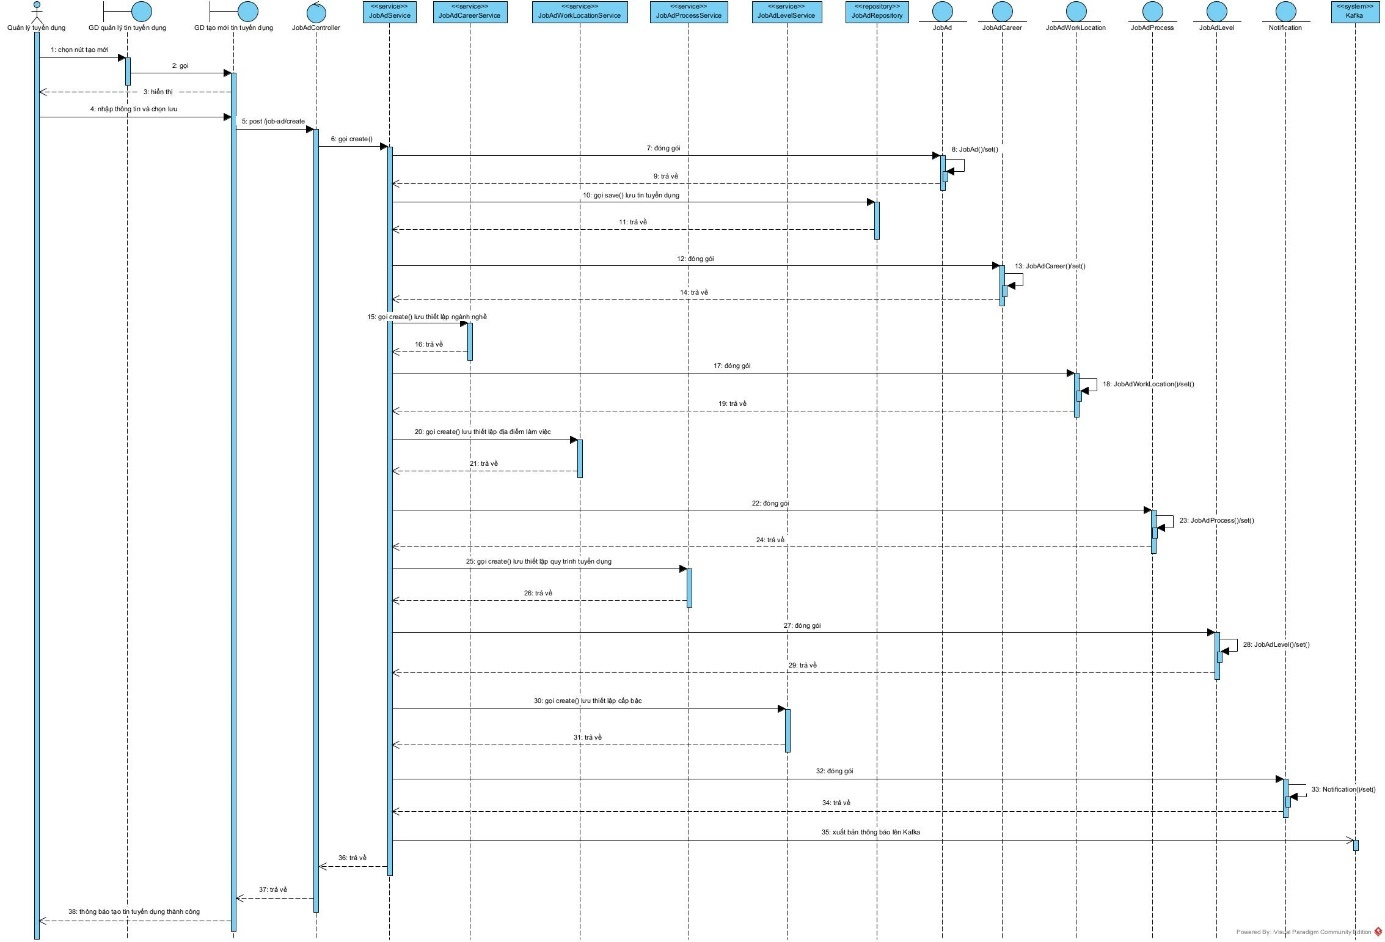 <<service>>
JobAdService
<<service>>
JobAdCareerService
<<service>>
JobAdWorkLocationService
<<service>>
JobAdProcessService
<<service>>
JobAdLevelService
<<repository>>
JobAdRepository
<<system>>
Kafka
Quản lý tuyển dụng
GD quản lý tin tuyển dụng
GD tạo mới tin tuyển dụng
JobAdController
JobAd
JobAdCareer
JobAdWorkLocation
JobAdProcess
JobAdLevel
Notification
1: chọn nút tạo mới
2: gọi
3: hiển thị
4: nhập thông tin và chọn lưu
5: post /job-ad/create
6: gọi create()
7: đóng gói
8: JobAd()/set()
9: trả về
10: gọi save() lưu tin tuyển dụng
11: trả về
12: đóng gói
13: JobAdCareer()/set()
14: trả về
15: gọi create() lưu thiết lập ngành nghề
16: trả về
17: đóng gói
18: JobAdWorkLocation()/set()
19: trả về
20: gọi create() lưu thiết lập địa điểm làm việc
21: trả về
22: đóng gói
23: JobAdProcess()/set()
24: trả về
25: gọi create() lưu thiết lập quy trình tuyển dụng
26: trả về
27: đóng gói
28: JobAdLevel()/set()
29: trả về
30: gọi create() lưu thiết lập cấp bậc
31: trả về
32: đóng gói
33: Notification()/set()
34: trả về
35: xuất bản thông báo lên Kafka
36: trả về
37: trả về
38: thông báo tạo tin tuyển dụng thành công
Powered By: Visual Paradigm Community Edition